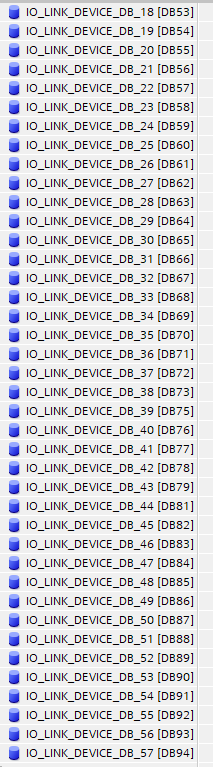 IO_LINK_DEVICE_DB_18 [DB53]
IO_LINK_DEVICE_DB_19 [DB54]
IO_LINK_DEVICE_DB_20 [DB55]
IO_LINK_DEVICE_DB_21 [DB56]
IO_LINK_DEVICE_DB_22 [DB57]
IO_LINK_DEVICE_DB_23 [DB58]
IO_LINK_DEVICE_DB_24 [DB59]
IO_LINK_DEVICE_DB_25 [DB60]
IO_LINK_DEVICE_DB_26 [DB61]
IO_LINK_DEVICE_DB_27 [DB62]
IO_LINK_DEVICE_DB_28 [DB63]
IO_LINK_DEVICE_DB_29 [DB64]
IO_LINK_DEVICE_DB_30 [DB65]
IO_LINK_DEVICE_DB_31 [DB66]
IO_LINK_DEVICE_DB_32 [DB67]
IO_LINK_DEVICE_DB_33 [DB68]
IO_LINK_DEVICE_DB_34 [DB69]
IO_LINK_DEVICE_DB_35 [DB70]
IO_LINK_DEVICE_DB_36 [DB71]
IO_LINK_DEVICE_DB_37 [DB72]
IO_LINK_DEVICE_DB_38 [DB73]
IO_LINK_DEVICE_DB_39 [DB75]
IO_LINK_DEVICE_DB_40 [DB76]
IO_LINK_DEVICE_DB_41 [DB77]
IO_LINK_DEVICE_DB_42 [DB78]
IO_LINK_DEVICE_DB_43 [DB79]
IO_LINK_DEVICE_DB_44 [DB81]
IO_LINK_DEVICE_DB_45 [DB82]
IO_LINK_DEVICE_DB_46 [DB83]
IO_LINK_DEVICE_DB_47 [DB84]
IO_LINK_DEVICE_DB_48 [DB85]
IO_LINK_DEVICE_DB_49 [DB86]
IO_LINK_DEVICE_DB_50 [DB87]
IO_LINK_DEVICE_DB_51 [DB88]
IO_LINK_DEVICE_DB_52 [DB89]
IO_LINK_DEVICE_DB_53 [DB90]
IO_LINK_DEVICE_DB_54 [DB91]
IO_LINK_DEVICE_DB_55 [DB92]
IO_LINK_DEVICE_DB_56 [DB93]
IO_LINK_DEVICE_DB_57 [DB94]